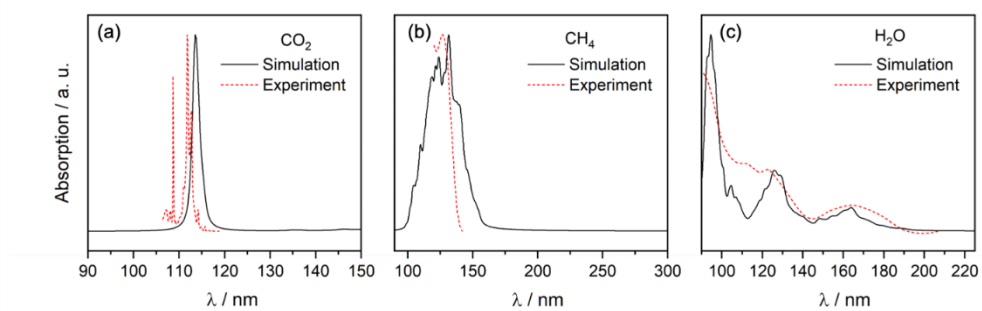 (a)
CO₂
Simulation
Experiment
(b)
CH₄
Simulation
Experiment
(c)
H₂O
Simulation
Experiment
Absorption / a. u.
90 100 110 120 130 140 150
100 150 200 250 300
100 120 140 160 180 200 220
λ / nm
λ / nm
λ / nm